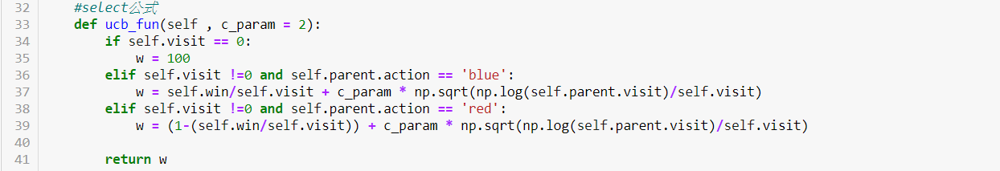 32 #select公式
33 def ucb_fun(self , c_param = 2):
34 if self.visit == 0:
35 w = 100
36 elif self.visit !=0 and self.parent.action == 'blue':
37 w = self.win/self.visit + c_param * np.sqrt(np.log(self.parent.visit)/self.visit)
38 elif self.visit !=0 and self.parent.action == 'red':
39 w = (1-(self.win/self.visit)) + c_param * np.sqrt(np.log(self.parent.visit)/self.visit)
40
41 return w